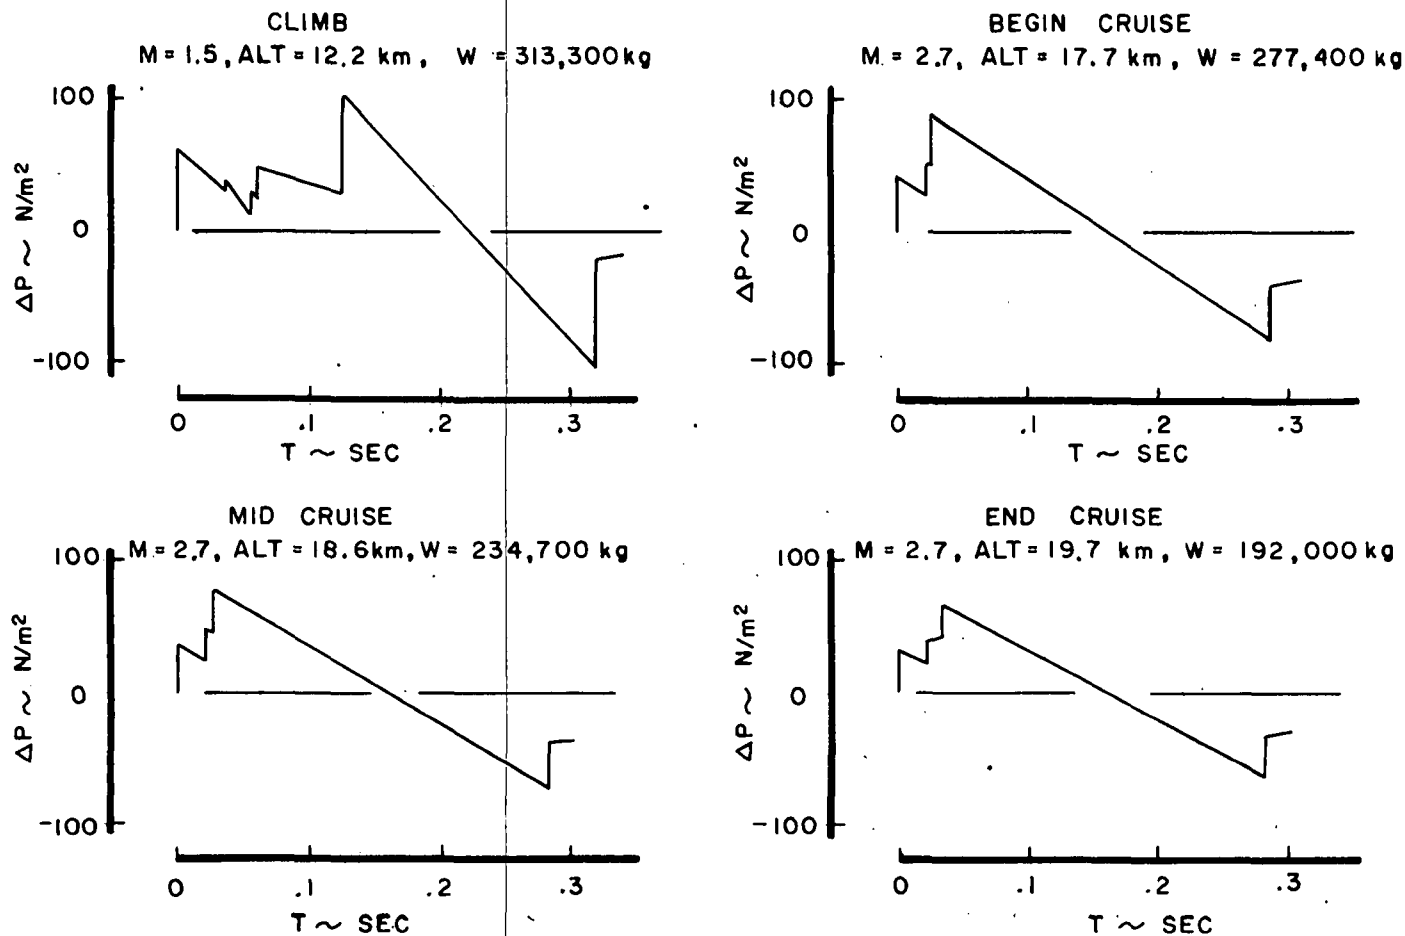 CLIMB
M = 1.5, ALT = 12.2 km, W = 313,300 kg
100
0
-100
ΔP ~ N/m²
0 .1 .2 .3
T ~ SEC
BEGIN CRUISE
M = 2.7, ALT = 17.7 km, W = 277,400 kg
100
0
-100
ΔP ~ N/m²
0 .1 .2 .3
T ~ SEC
MID CRUISE
M = 2.7, ALT = 18.6 km, W = 234,700 kg
100
0
-100
ΔP ~ N/m²
0 .1 .2 .3
T ~ SEC
END CRUISE
M = 2.7, ALT = 19.7 km, W = 192,000 kg
100
0
-100
ΔP ~ N/m²
0 .1 .2 .3
T ~ SEC